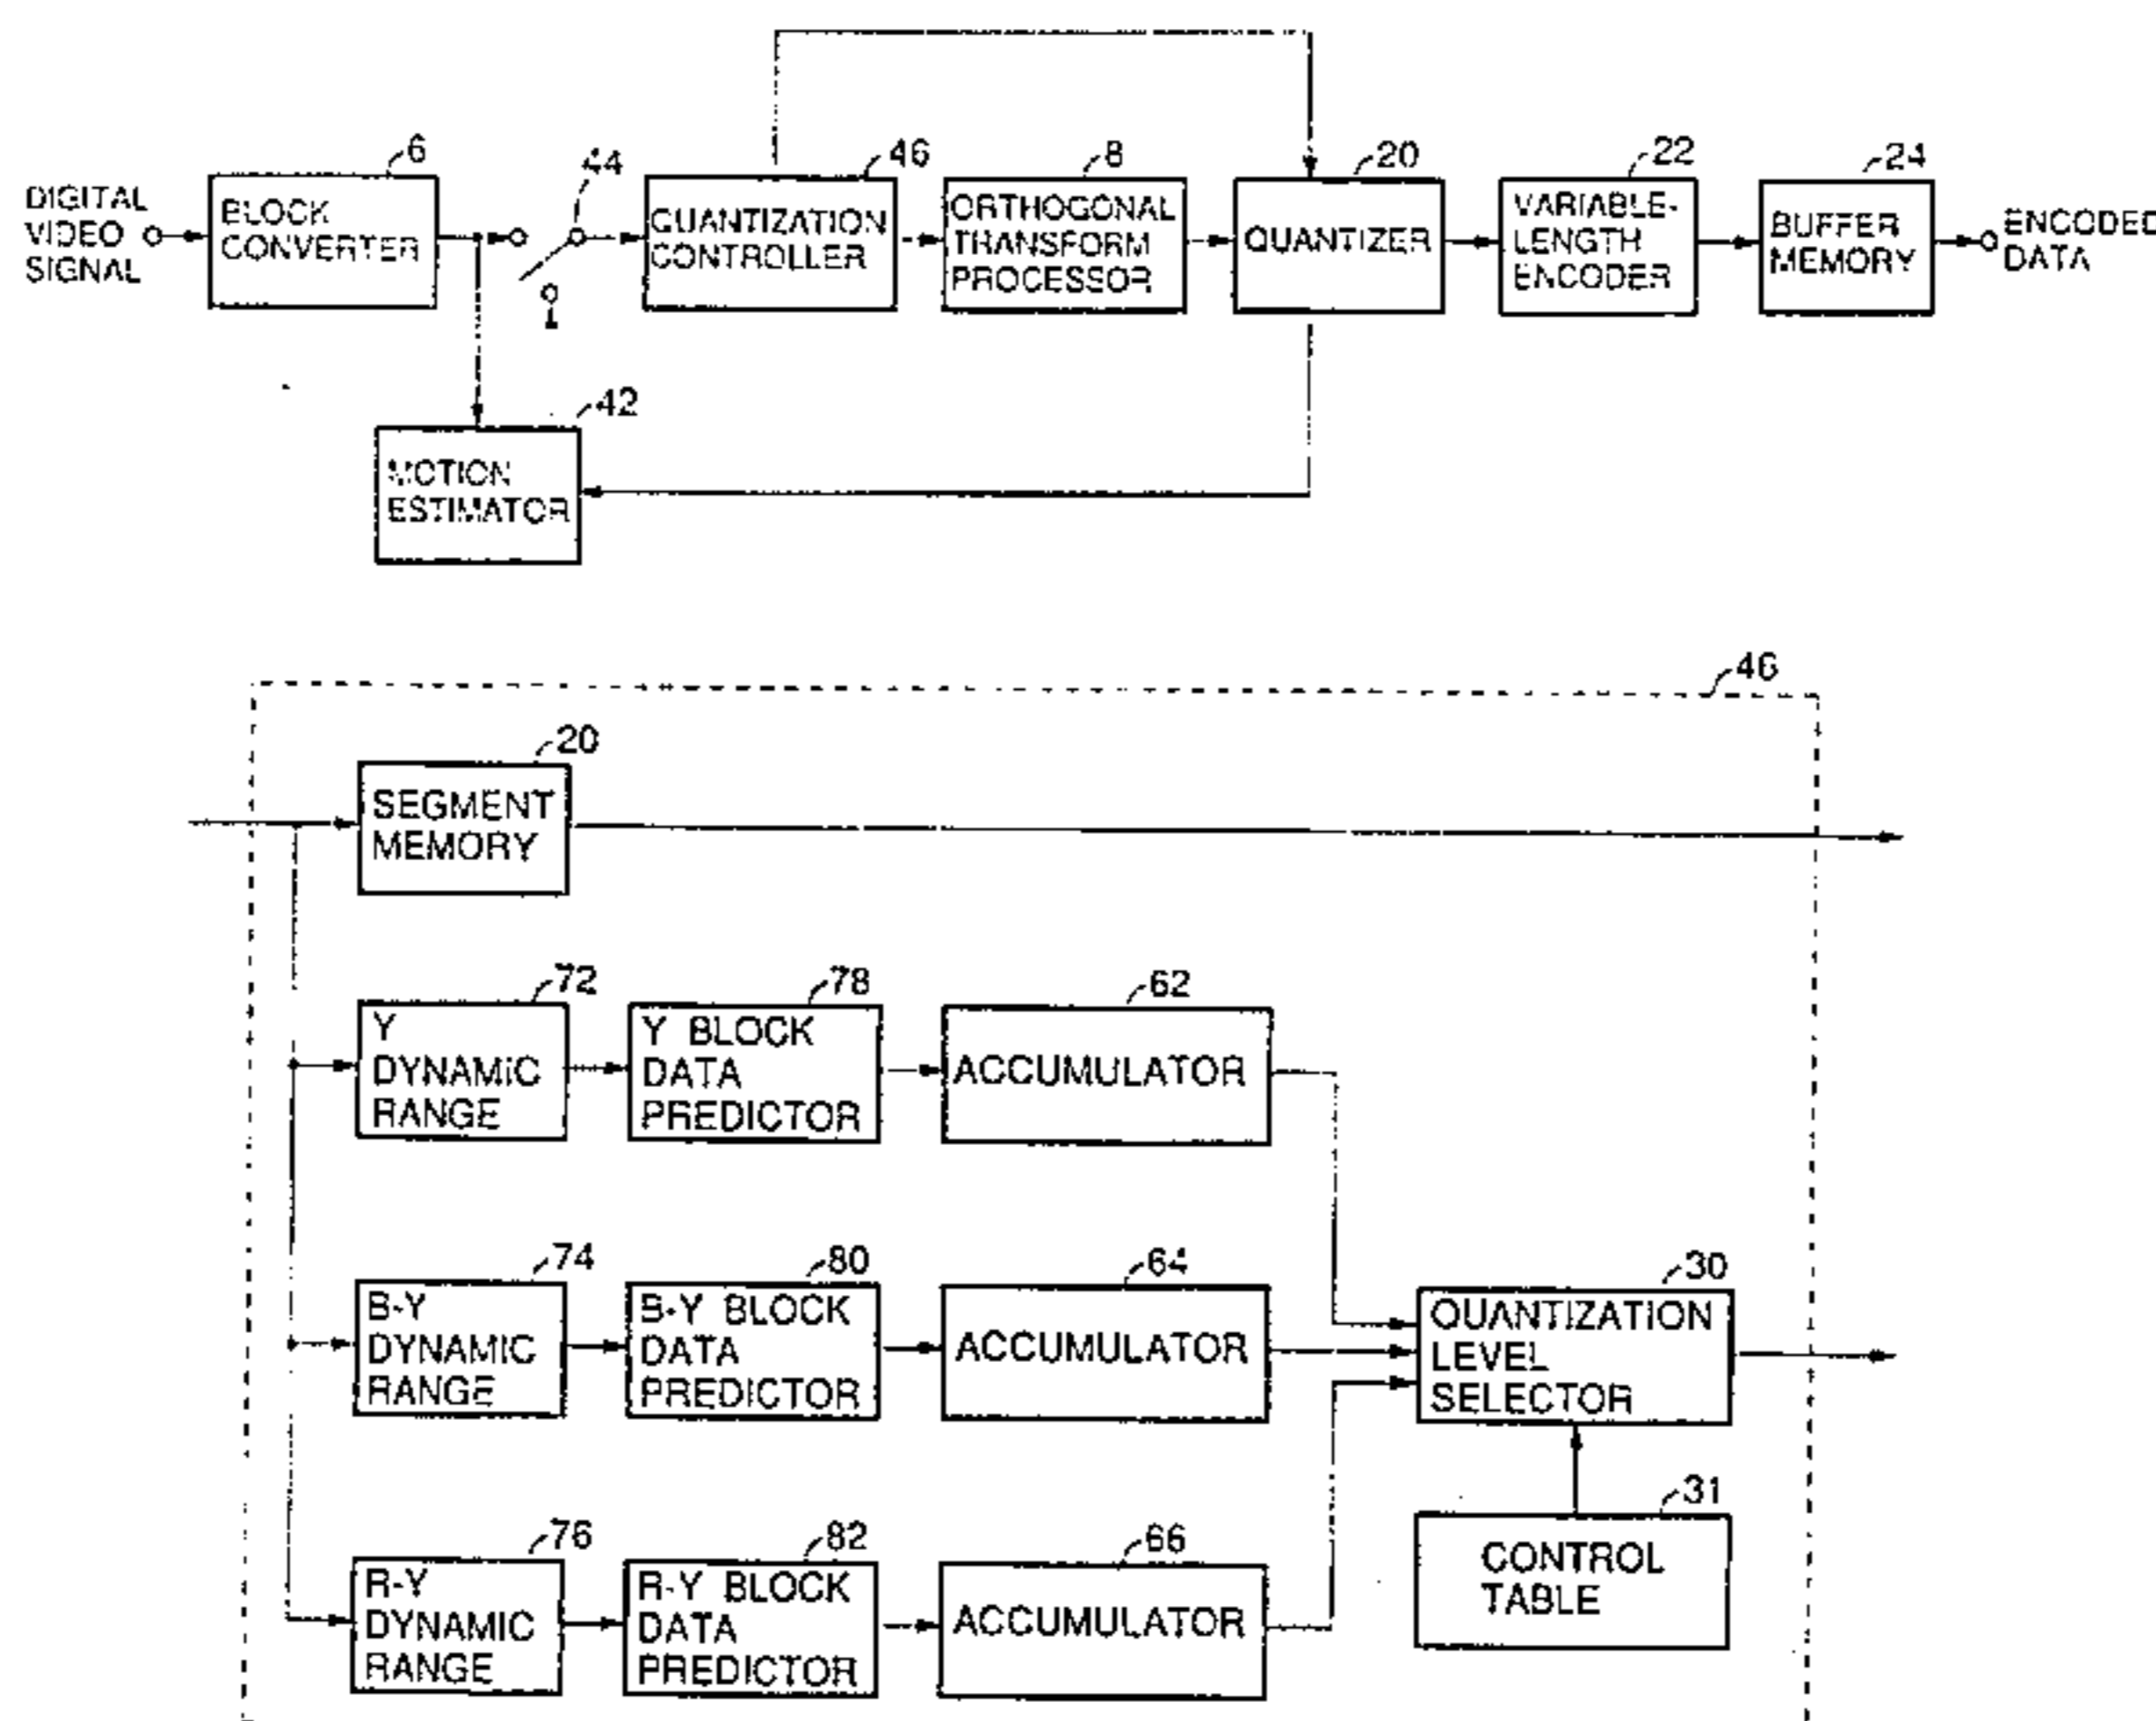 6
44
46
8
20
22
24
DIGITAL
VIDEO
SIGNAL
BLOCK
CONVERTER
QUANTIZATION
CONTROLLER
ORTHOGONAL
TRANSFORM
PROCESSOR
QUANTIZER
VARIABLE-
LENGTH
ENCODER
BUFFER
MEMORY
ENCODED
DATA
42
MOTION
ESTIMATOR
46
20
SEGMENT
MEMORY
72
78
62
Y
DYNAMIC
RANGE
Y BLOCK
DATA
PREDICTOR
ACCUMULATOR
74
80
64
30
B-Y
DYNAMIC
RANGE
B-Y BLOCK
DATA
PREDICTOR
ACCUMULATOR
QUANTIZATION
LEVEL
SELECTOR
76
82
66
31
R-Y
DYNAMIC
RANGE
R-Y BLOCK
DATA
PREDICTOR
ACCUMULATOR
CONTROL
TABLE